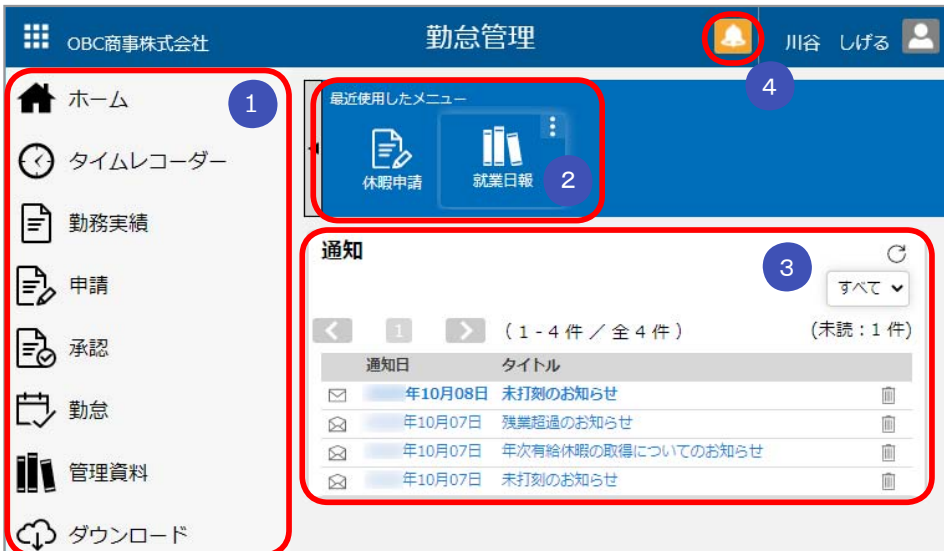 OBC商事株式会社 勤怠管理 川谷 しげる
4
ホーム
1
タイムレコーダー
勤務実績
申請
承認
勤怠
管理資料
ダウンロード
最近使用したメニュー
休暇申請 就業日報
2
通知
3
すべて
1 (1-4件/全4件) (未読:1件)
通知日 タイトル
年10月08日 未打刻のお知らせ
年10月07日 残業超過のお知らせ
年10月07日 年次有給休暇の取得についてのお知らせ
年10月07日 未打刻のお知らせ